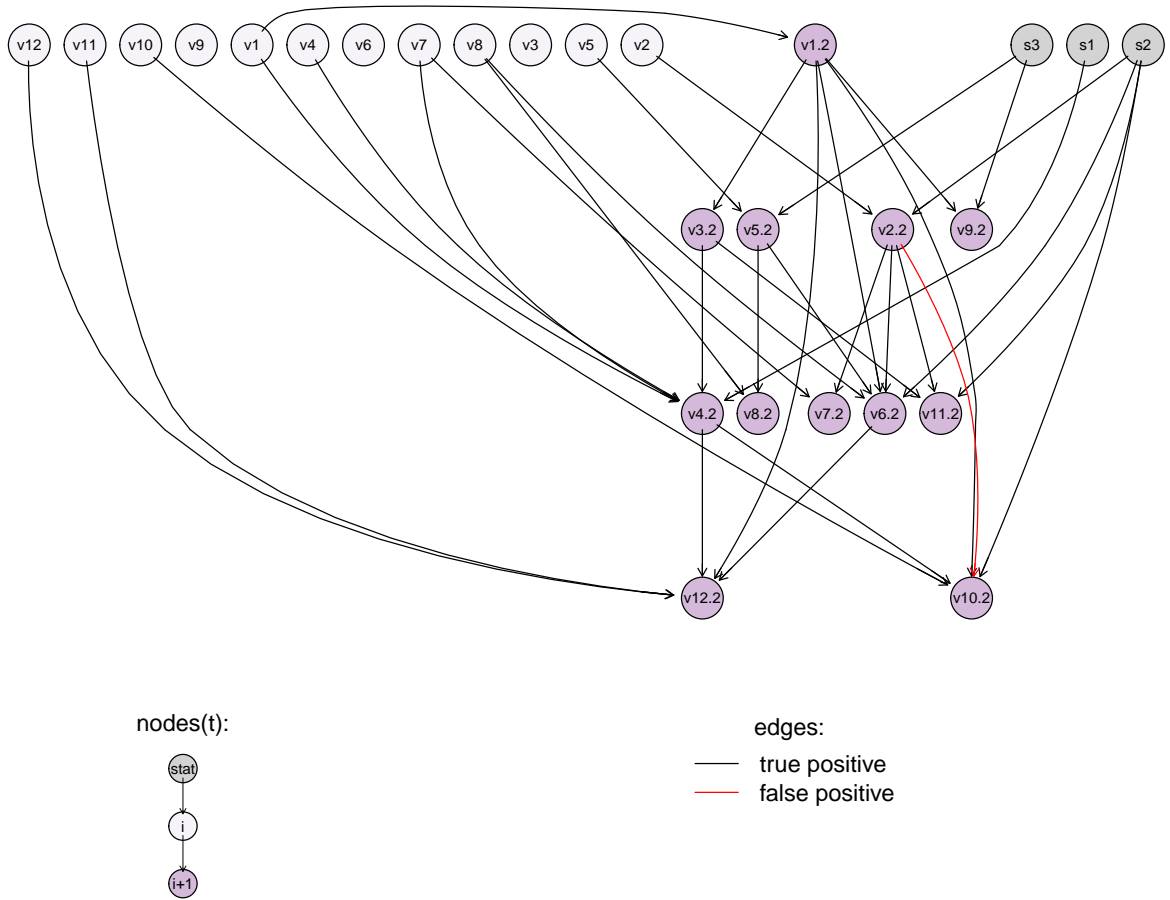 v12 v11 v10 v9 v1 v4 v6 v7 v8 v3 v5 v2 v1.2 s3 s1 s2
v3.2 v5.2 v2.2 v9.2
v4.2 v8.2 v7.2 v6.2 v11.2
v12.2 v10.2
nodes(t):
stat
i
i+1
edges:
true positive
false positive